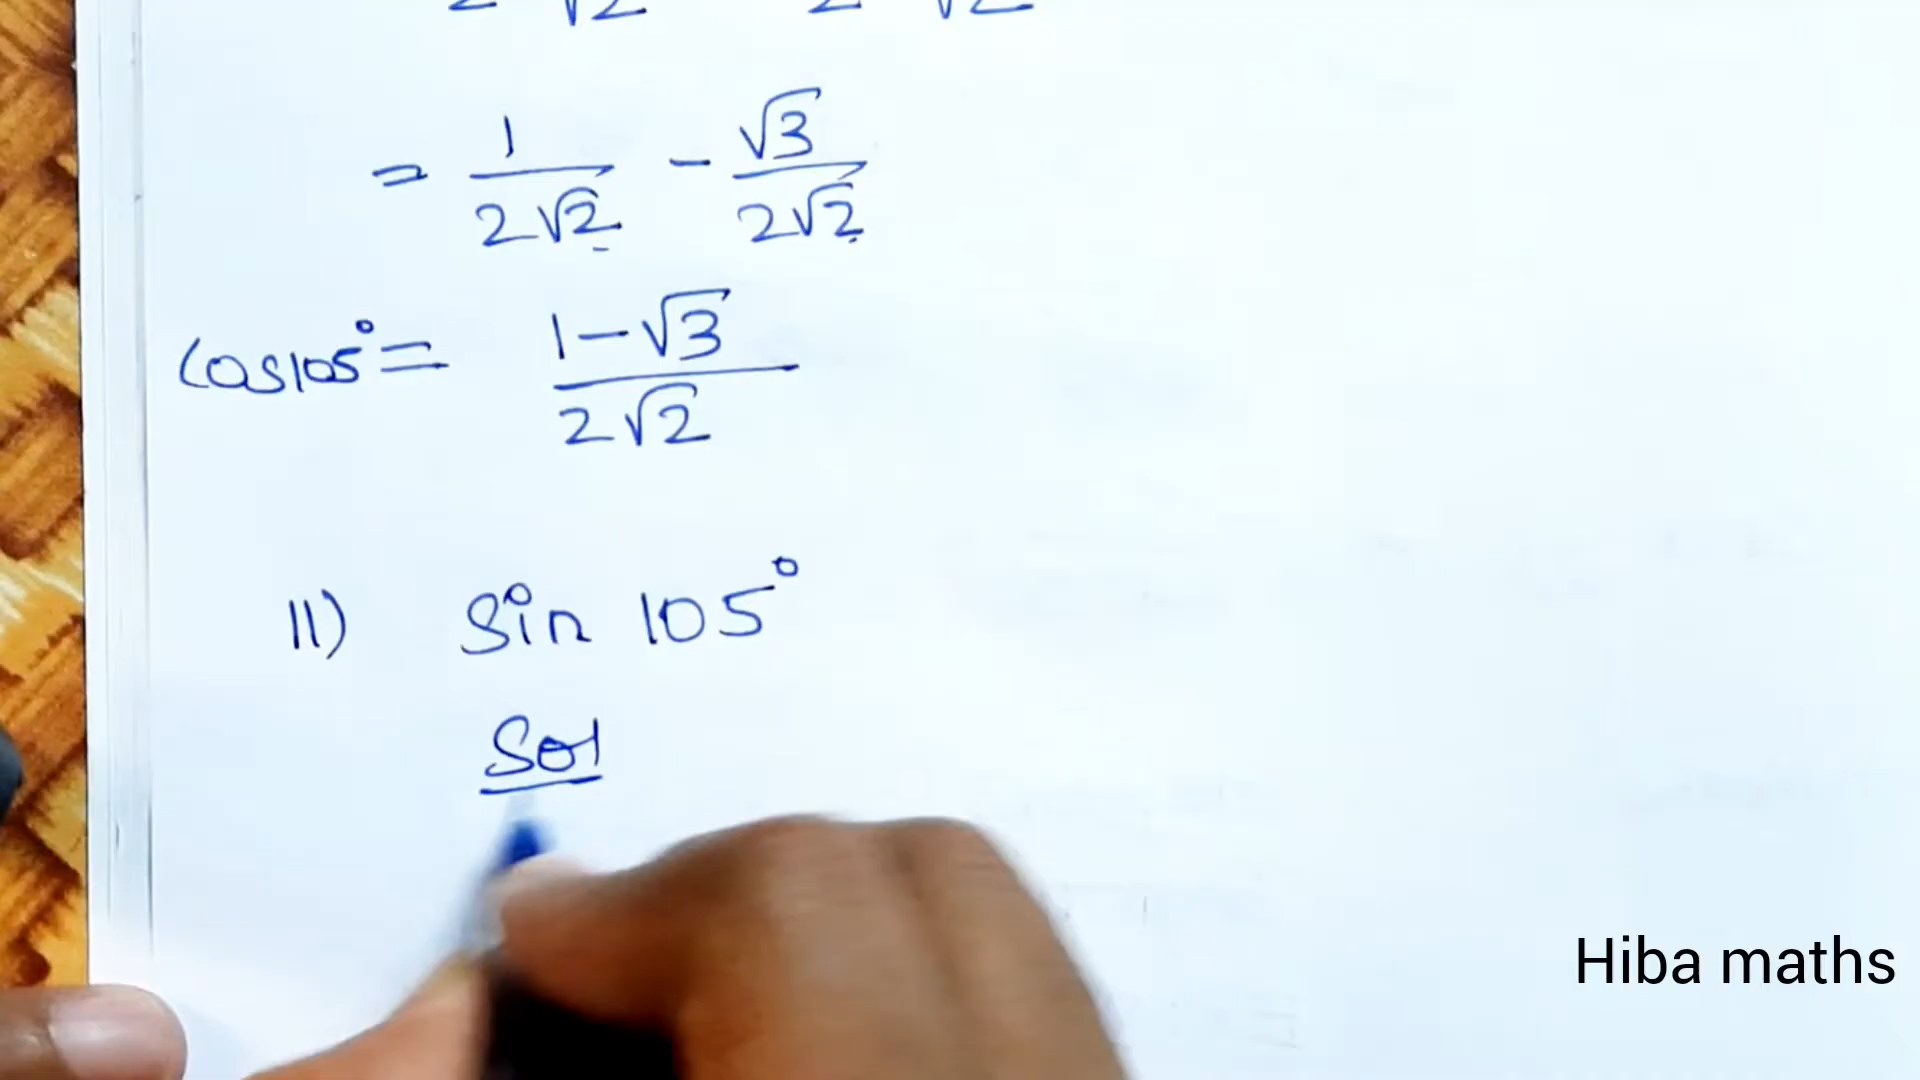 = 1/2√2 - √3/2√2
Cos105° = 1-√3/2√2
II) Sin 105°
Sol
Hiba maths